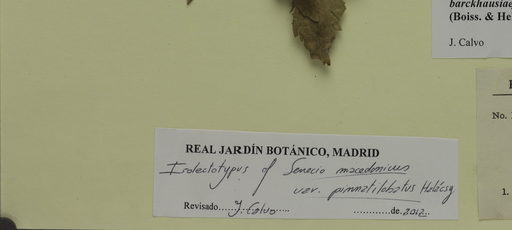 barckhausiae
(Boiss. & He
J. Calvo
No.
1.
REAL JARDÍN BOTÁNICO, MADRID
Isolectotypus of Senecio macedonicus
var. pinnatilobatus Halácsy
Revisado......J. Calvo.... ............de.2012..